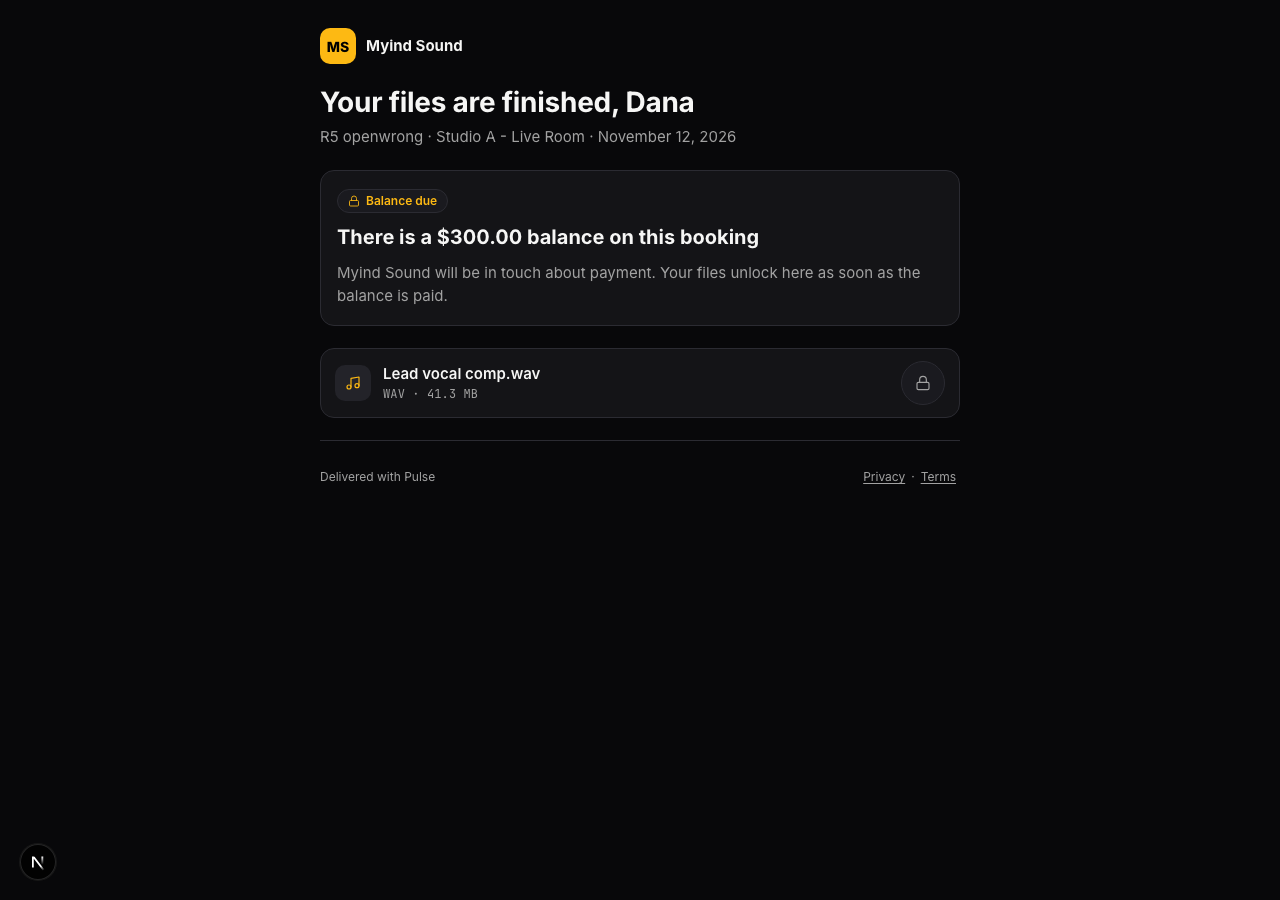 MS
Myind Sound
Your files are finished, Dana
R5 openwrong · Studio A - Live Room · November 12, 2026
Balance due
There is a $300.00 balance on this booking
Myind Sound will be in touch about payment. Your files unlock here as soon as the
balance is paid.
Lead vocal comp.wav
WAV · 41.3 MB
Delivered with Pulse
Privacy · Terms
N